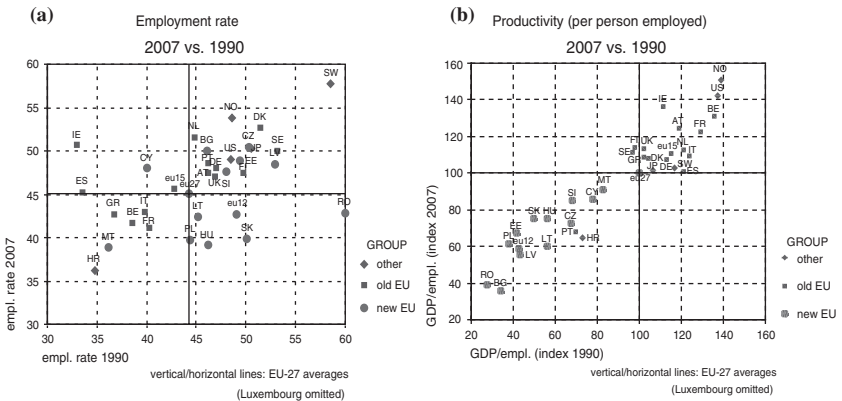 (a)
Employment rate
2007 vs. 1990
empl. rate 2007
60
55
50
45
40
35
30
30
35
40
45
50
55
60
empl. rate 1990
SW
NO
DK
IE
NL
BG
US
CZ
JP
SE
LV
CY
PT
DE
EE
FI
AT
UK
SI
ES
eu15
eu27
RO
GR
IT
LT
eu12
BE
FR
MT
PL
HU
SK
HR
GROUP
other
old EU
new EU
vertical/horizontal lines: EU-27 averages
(Luxembourg omitted)
(b)
Productivity (per person employed)
2007 vs. 1990
GDP/empl. (index 2007)
160
140
120
100
80
60
40
20
20
40
60
80
100
120
140
160
GDP/empl. (index 1990)
NO
US
IE
BE
AT
FR
FI
UK
NL
SE
eu15
IT
GR
DK
JP
DE
SW
ES
eu27
MT
SI
CY
SK
HU
CZ
EE
PT
HR
PL
eu12
LT
LV
RO
BG
GROUP
other
old EU
new EU
vertical/horizontal lines: EU-27 averages
(Luxembourg omitted)